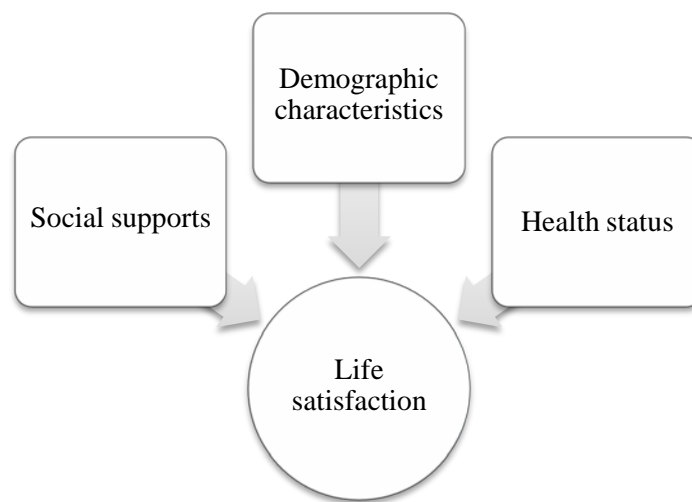 Demographic
characteristics
Social supports
Health status
Life
satisfaction